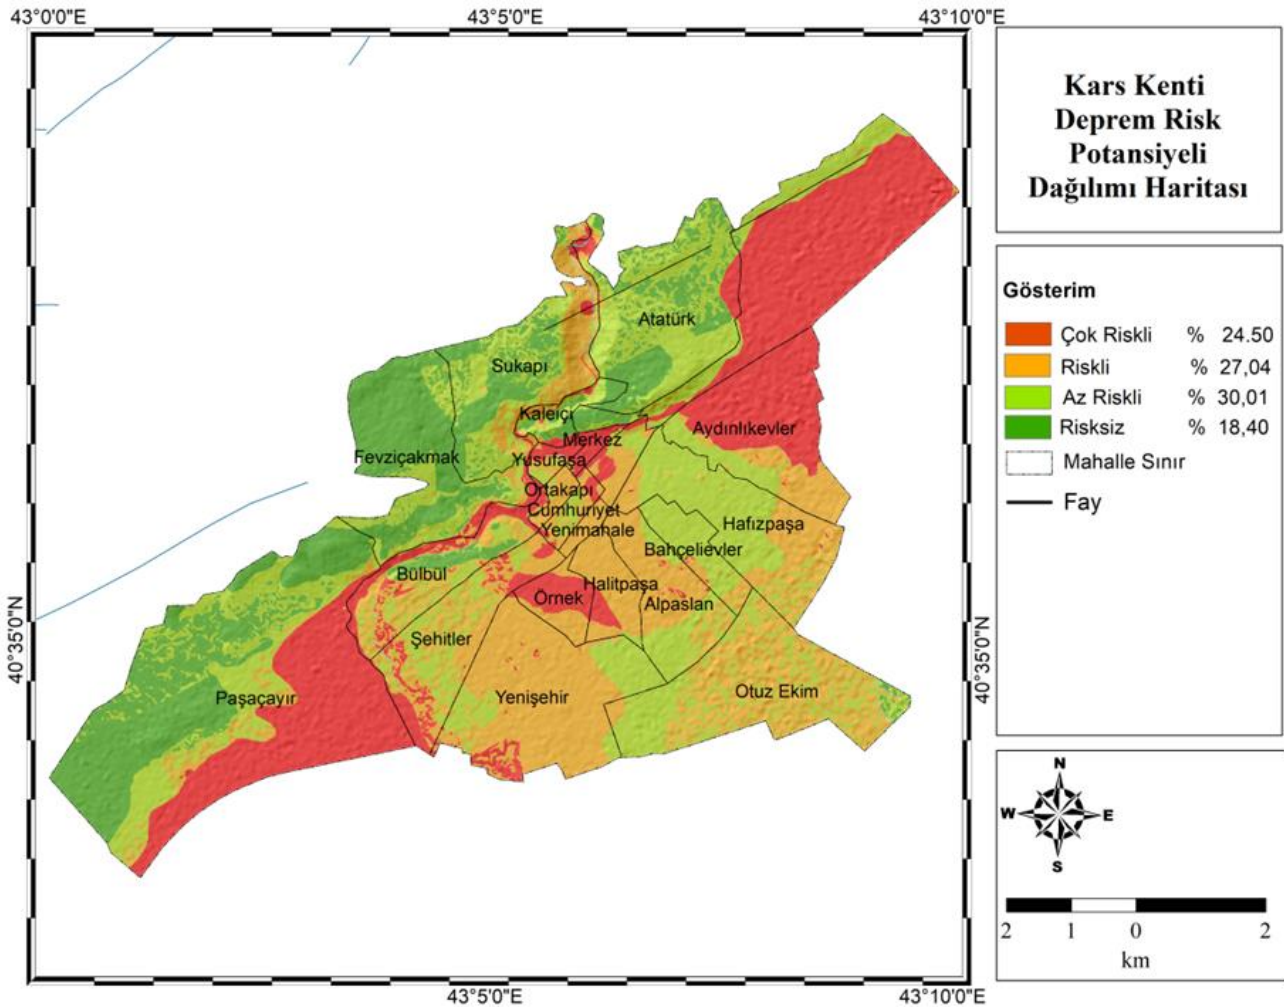 43°0'0"E 43°5'0"E 43°10'0"E
Kars Kenti
Deprem Risk
Potansiyeli
Dağılımı Haritası
Gösterim
Çok Riskli % 24.50
Riskli % 27,04
Az Riskli % 30,01
Risksiz % 18,40
Mahalle Sınır
Fay
Atatürk
Sukapı
Kaleiçi
Aydınlıkevler
Merkez
Fevziçakmak
Yusufaşa
Ortakapı
Cumhuriyet
Hafızpaşa
Yenimahale
Bahçelievler
Bülbül
Halitpaşa
Örnek
Alpaslan
Şehitler
Paşaçayır
Yenişehir
Otuz Ekim
40°35'0"N
40°35'0"N
N
W E
S
2 1 0 2
km
43°5'0"E 43°10'0"E